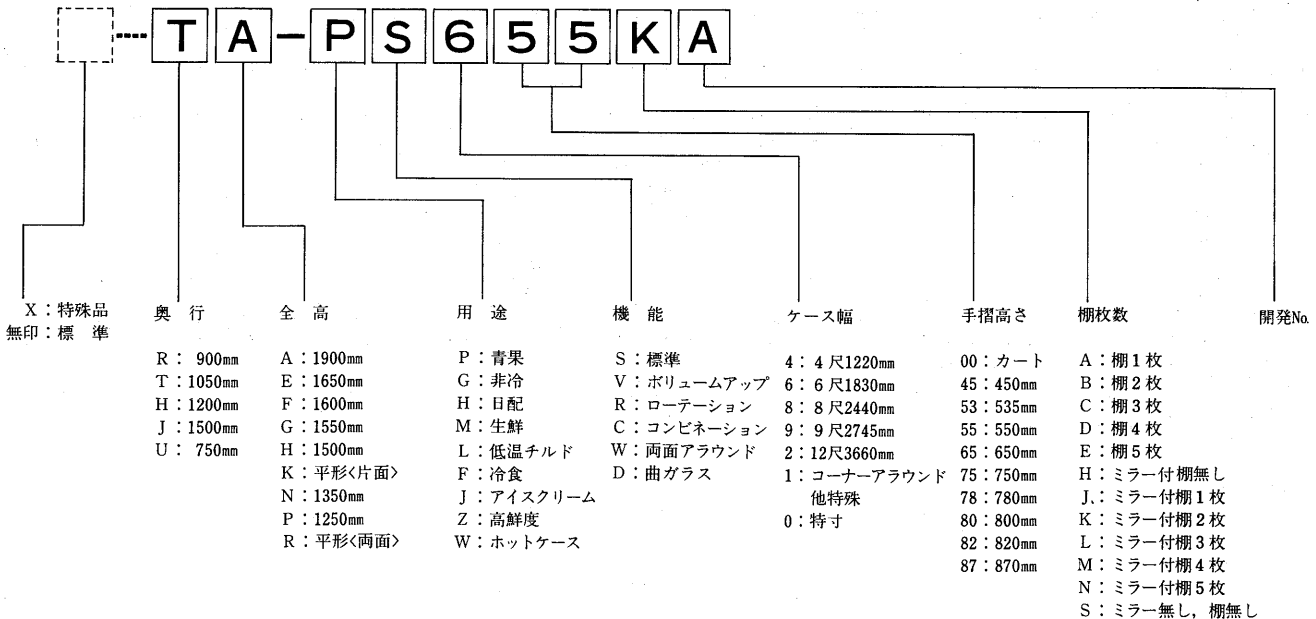 TA-PS655KA
X：特殊品
無印：標 準
奥 行
R： 900mm
T：1050mm
H：1200mm
J：1500mm
U： 750mm
全 高
A：1900mm
E：1650mm
F：1600mm
G：1550mm
H：1500mm
K：平形<片面>
N：1350mm
P：1250mm
R：平形<両面>
用 途
P：青果
G：非冷
H：日配
M：生鮮
L：低温チルド
F：冷食
J：アイスクリーム
Z：高鮮度
W：ホットケース
機 能
S：標準
V：ボリュームアップ
R：ローテーション
C：コンビネーション
W：両面アラウンド
D：曲ガラス
ケース幅
4：4尺1220mm
6：6尺1830mm
8：8尺2440mm
9：9尺2745mm
2：12尺3660mm
1：コーナーアラウンド
他特殊
0：特寸
手摺高さ
00：カート
45：450mm
53：535mm
55：550mm
65：650mm
75：750mm
78：780mm
80：800mm
82：820mm
87：870mm
棚枚数
A：棚1枚
B：棚2枚
C：棚3枚
D：棚4枚
E：棚5枚
H：ミラー付棚無し
J：ミラー付棚1枚
K：ミラー付棚2枚
L：ミラー付棚3枚
M：ミラー付棚4枚
N：ミラー付棚5枚
S：ミラー無し，棚無し
開発No.